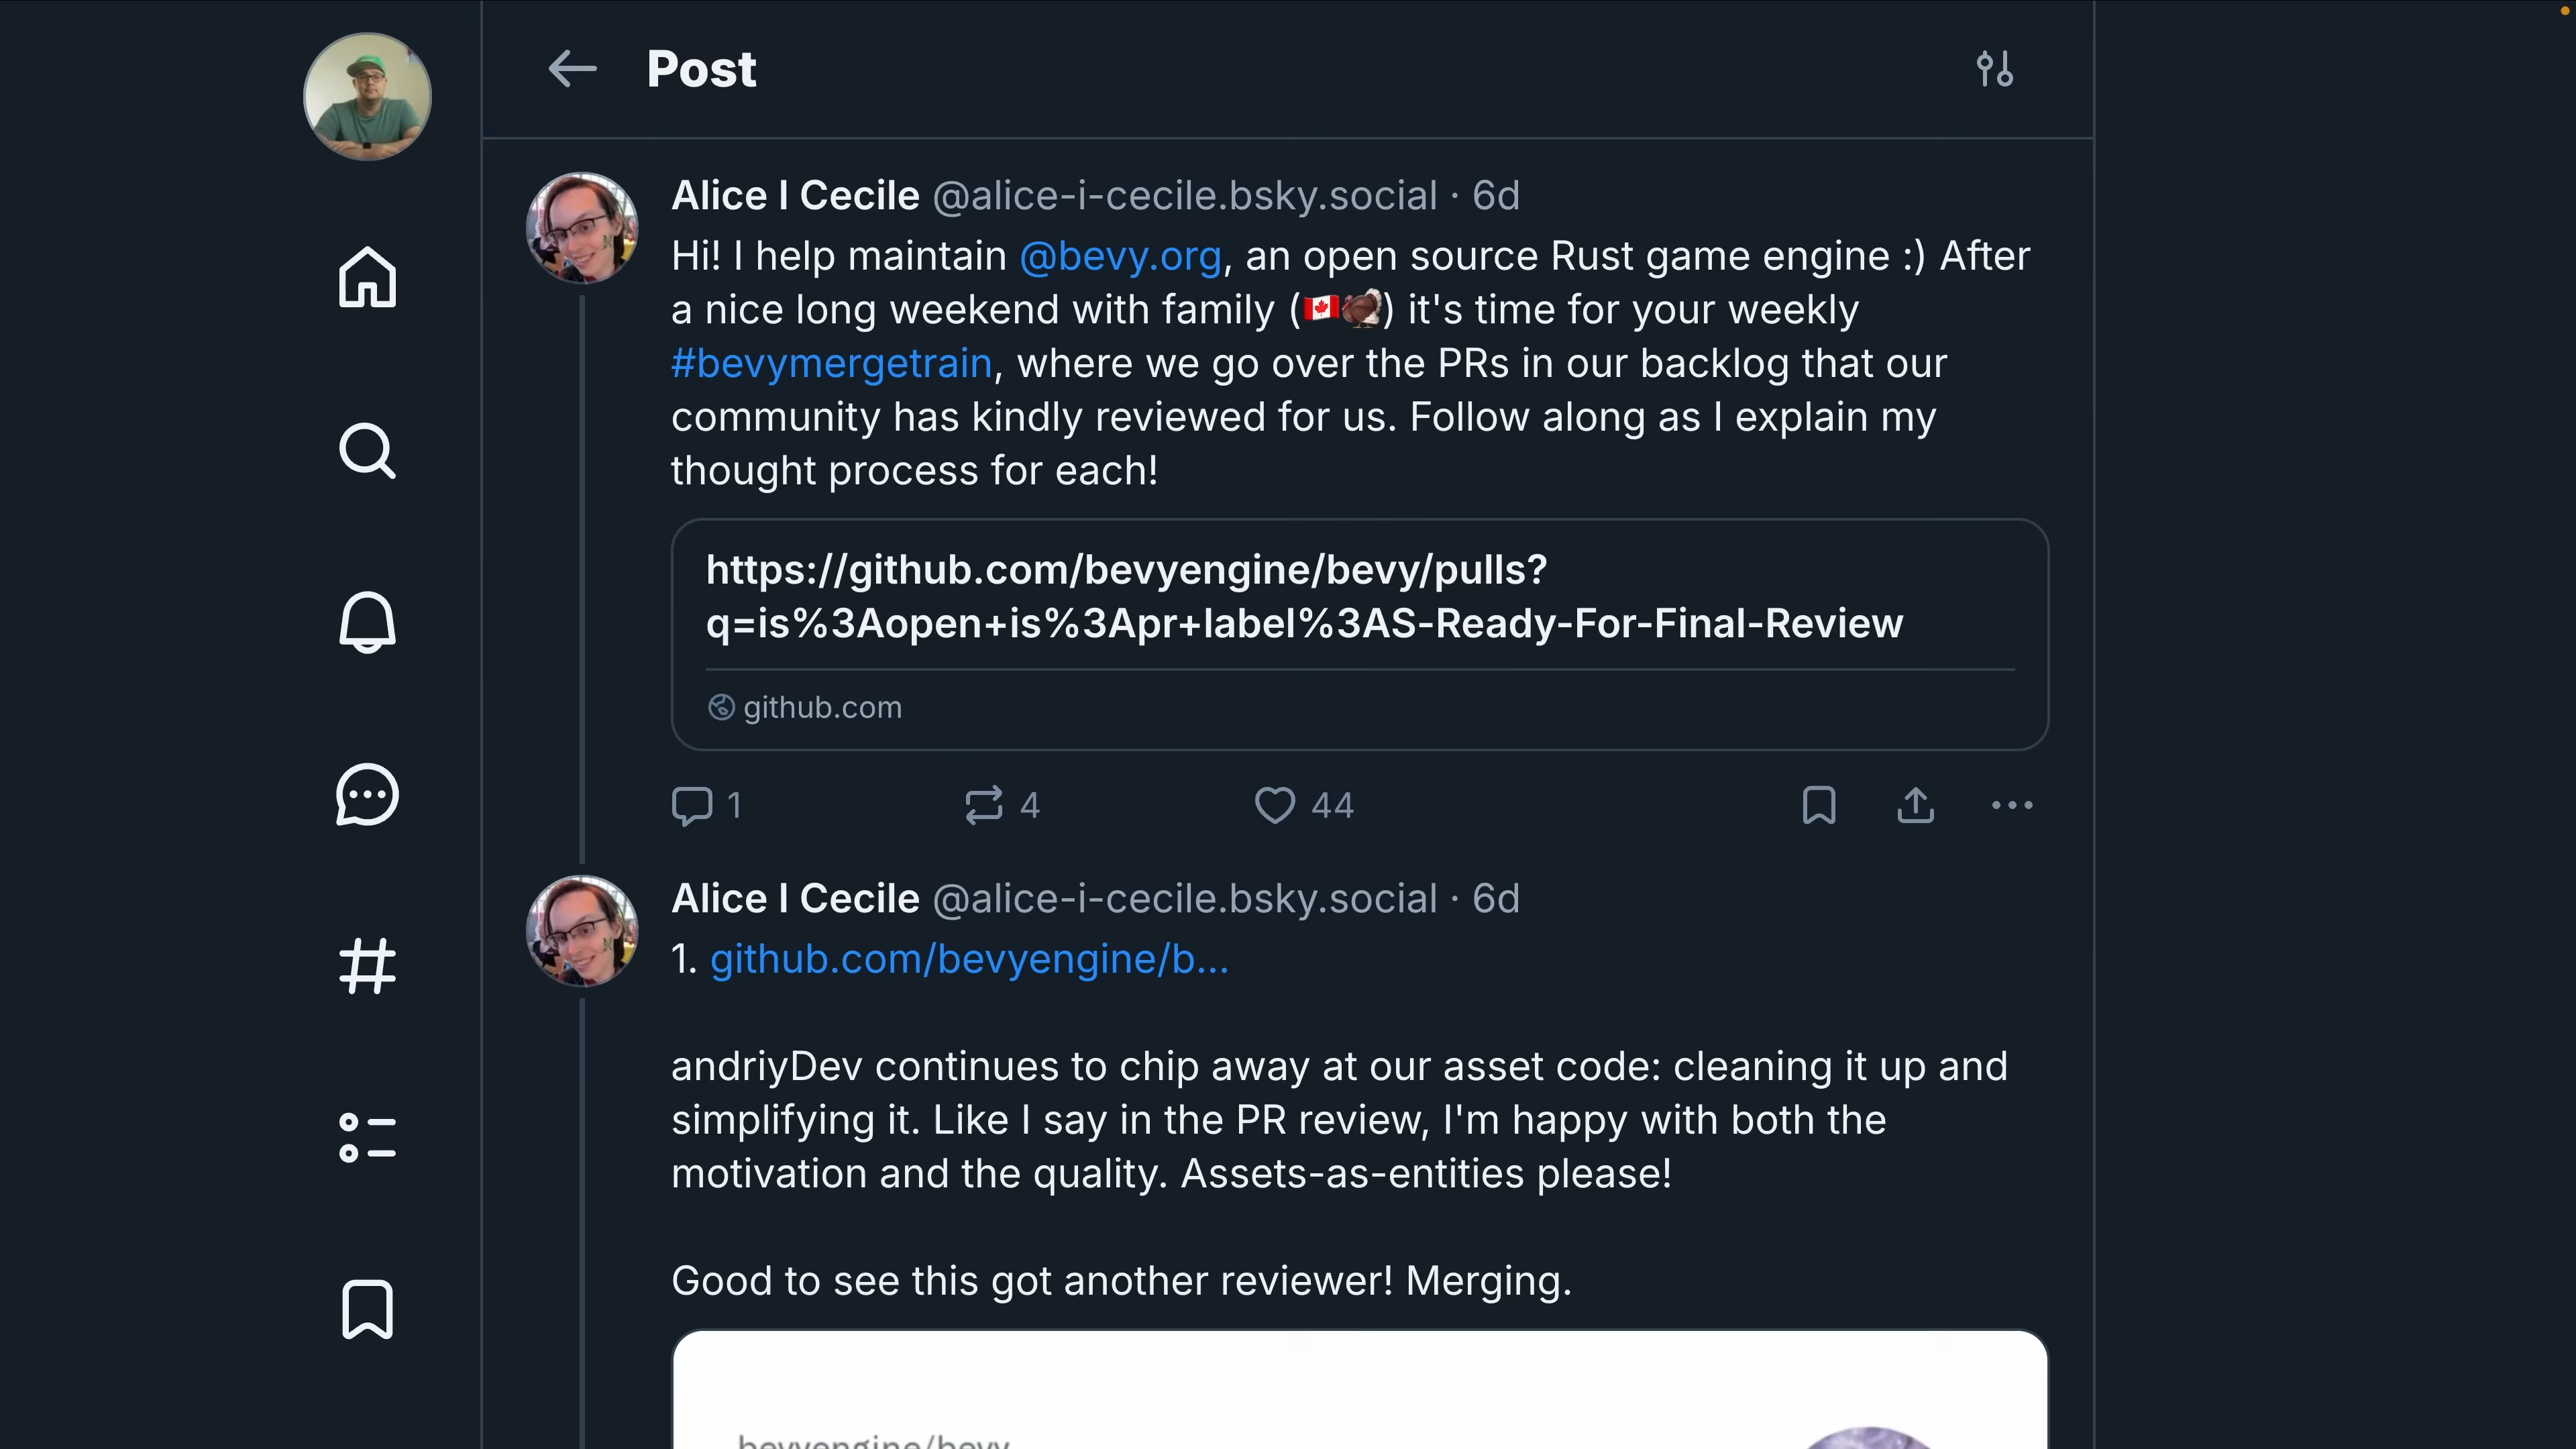 Post
Alice I Cecile @alice-i-cecile.bsky.social · 6d
Hi! I help maintain @bevy.org, an open source Rust game engine :) After
a nice long weekend with family (🇨🇦🦃) it's time for your weekly
#bevymergetrain, where we go over the PRs in our backlog that our
community has kindly reviewed for us. Follow along as I explain my
thought process for each!
https://github.com/bevyengine/bevy/pulls?
q=is%3Aopen+is%3Apr+label%3AS-Ready-For-Final-Review
github.com
1 4 44
Alice I Cecile @alice-i-cecile.bsky.social · 6d
1. github.com/bevyengine/b...
andriyDev continues to chip away at our asset code: cleaning it up and
simplifying it. Like I say in the PR review, I'm happy with both the
motivation and the quality. Assets-as-entities please!
Good to see this got another reviewer! Merging.
bevyengine/bevy